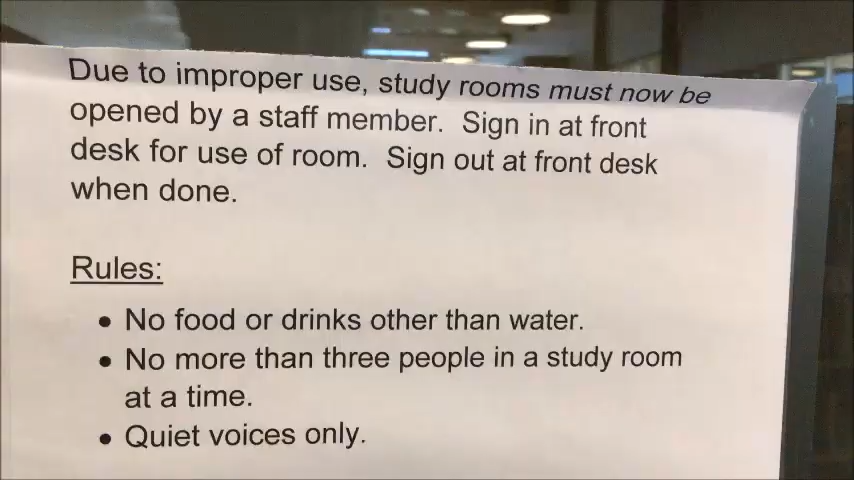 Due to improper use, study rooms must now be
opened by a staff member. Sign in at front
desk for use of room. Sign out at front desk
when done.
Rules:
• No food or drinks other than water.
• No more than three people in a study room
at a time.
• Quiet voices only.